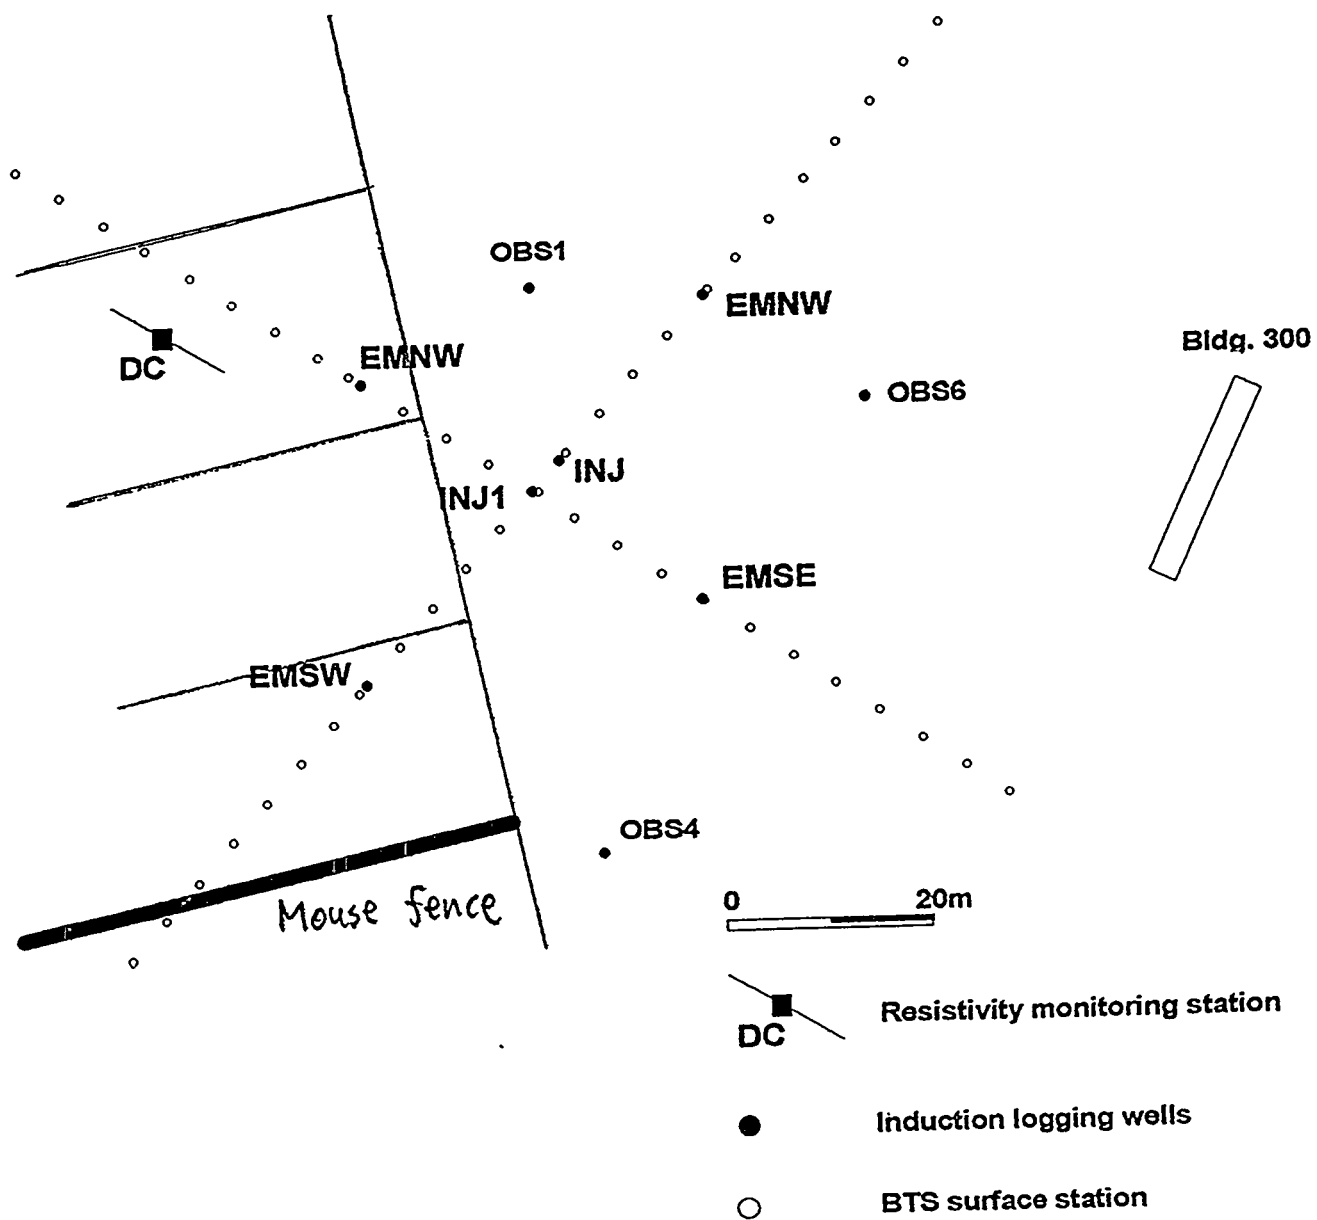 OBS1
EMNW
Bldg. 300
DC
EMNW
OBS6
INJ
INJ1
EMSE
EMSW
OBS4
Mouse fence
0 20m
Resistivity monitoring station
DC
Induction logging wells
BTS surface station